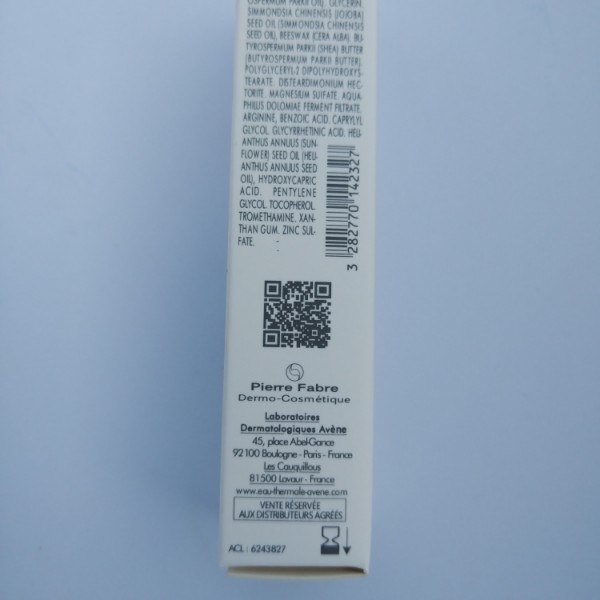 OSPERMUM PARKII OIL). GLYCERIN.
SIMMONDSIA CHINENSIS (JOJOBA)
SEED OIL (SIMMONDSIA CHINENSIS
SEED OIL). BEESWAX (CERA ALBA). BU-
TYROSPERMUM PARKII (SHEA) BUTTER
(BUTYROSPERMUM PARKII BUTTER).
POLYGLYCERYL-2 DIPOLYHYDROXYS-
TEARATE. DISTEARDIMONIUM HEC-
TORITE. MAGNESIUM SULFATE. AQUA-
PHILUS DOLOMIAE FERMENT FILTRATE.
ARGININE, BENZOIC ACID. CAPRYLYL
GLYCOL. GLYCYRRHETINIC ACID. HELI-
ANTHUS ANNUUS (SUN-
FLOWER) SEED OIL (HELI-
ANTHUS ANNUUS SEED
OIL). HYDROXYCAPRIC
ACID. PENTYLENE
GLYCOL. TOCOPHEROL.
TROMETHAMINE. XAN-
THAN GUM. ZINC SUL-
FATE.
3 282770 142327
Pierre Fabre
Dermo-Cosmétique
Laboratoires
Dermatologiques Avène
45, place Abel-Gance
92100 Boulogne - Paris - France
Les Cauquillous
81500 Lavaur - France
www.eau-thermale-avene.com
VENTE RÉSERVÉE
AUX DISTRIBUTEURS AGRÉÉS
ACL : 6243827